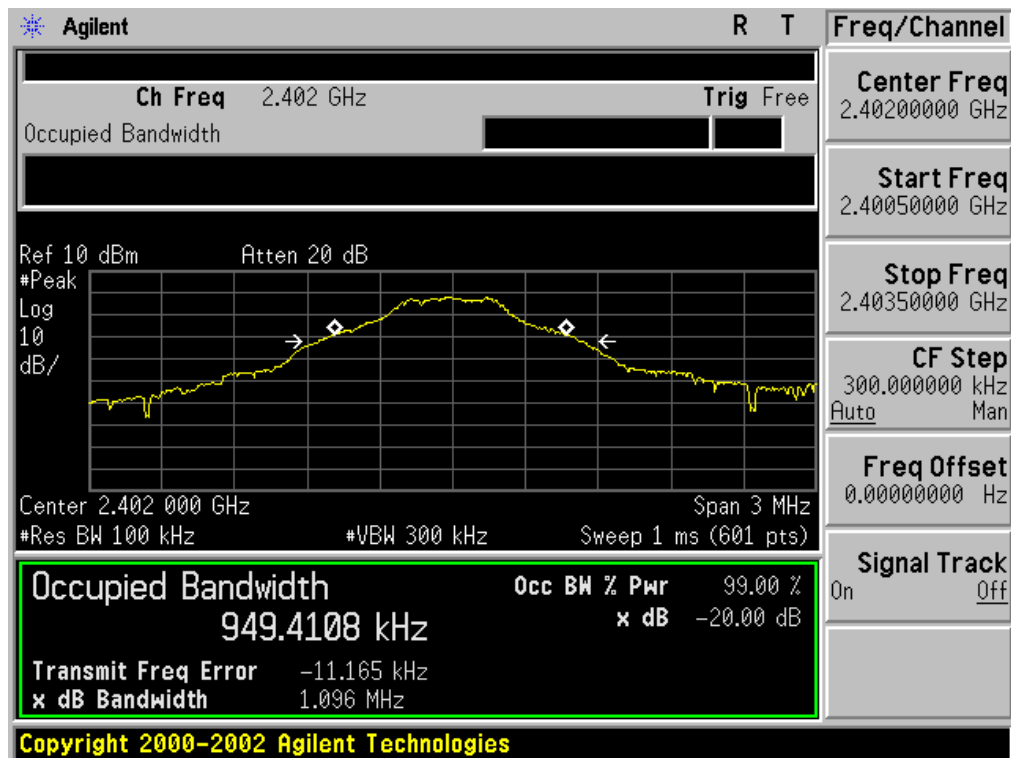 Agilent R T
Ch Freq 2.402 GHz Trig Free
Occupied Bandwidth
Ref 10 dBm Atten 20 dB
#Peak
Log
10
dB/
Center 2.402 000 GHz Span 3 MHz
#Res BW 100 kHz #VBW 300 kHz Sweep 1 ms (601 pts)
Occupied Bandwidth
949.4108 kHz
Occ BW % Pwr 99.00 %
x dB -20.00 dB
Transmit Freq Error -11.165 kHz
x dB Bandwidth 1.096 MHz
Copyright 2000-2002 Agilent Technologies
Freq/Channel
Center Freq
2.40200000 GHz
Start Freq
2.40050000 GHz
Stop Freq
2.40350000 GHz
CF Step
300.000000 kHz
Auto Man
Freq Offset
0.00000000 Hz
Signal Track
On Off